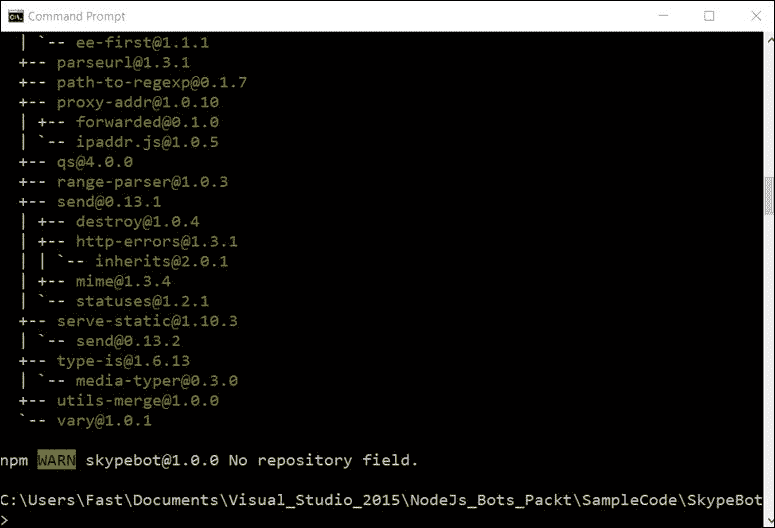 Command Prompt
| `-- ee-first@1.1.1
+-- parseurl@1.3.1
+-- path-to-regexp@0.1.7
+-- proxy-addr@1.0.10
| +-- forwarded@0.1.0
| `-- ipaddr.js@1.0.5
+-- qs@4.0.0
+-- range-parser@1.0.3
+-- send@0.13.1
| +-- destroy@1.0.4
| +-- http-errors@1.3.1
| | `-- inherits@2.0.1
| +-- mime@1.3.4
| `-- statuses@1.2.1
+-- serve-static@1.10.3
| `-- send@0.13.2
+-- type-is@1.6.13
| `-- media-typer@0.3.0
+-- utils-merge@1.0.0
`-- vary@1.0.1
npm WARN skypebot@1.0.0 No repository field.
C:\Users\Fast\Documents\Visual_Studio_2015\NodeJs_Bots_Packt\SampleCode\SkypeBot
>